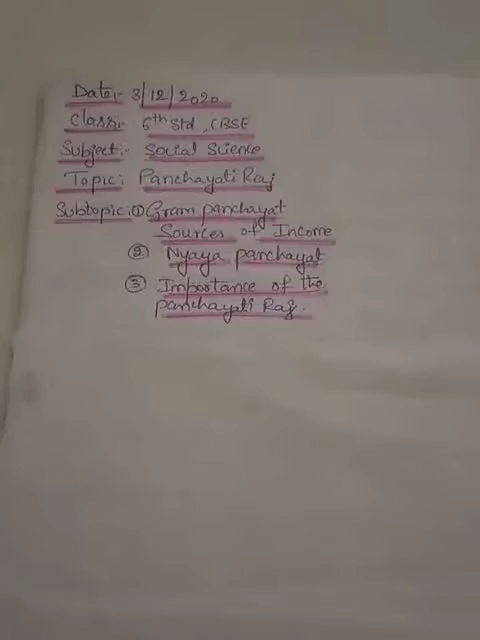 Date:- 3/12/2020
Class:- 6th Std, CBSE
Subject:- Social Science
Topic: Panchayati Raj
Subtopic: ① Gram panchayat
Sources of Income
② Nyaya panchayat
③ Importance of the
panchayati Raj.